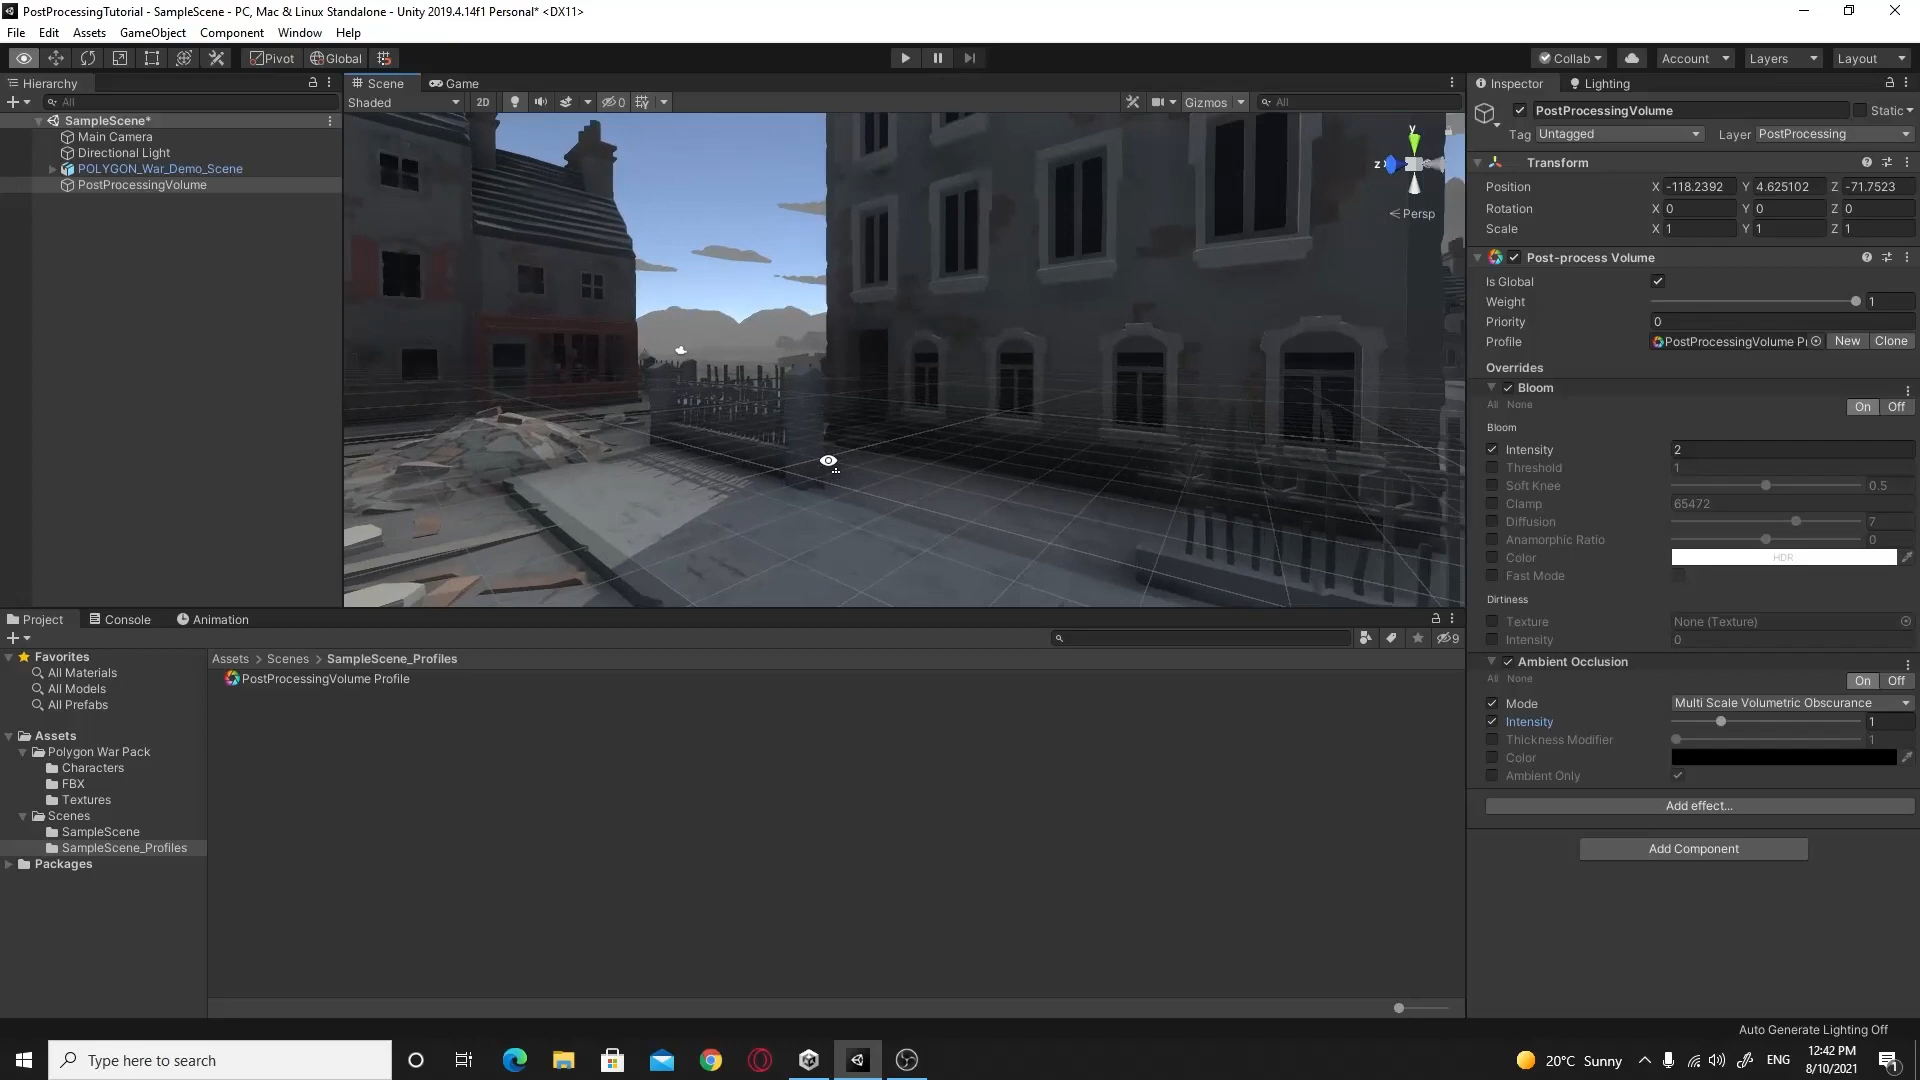 PostProcessingTutorial - SampleScene - PC, Mac & Linux Standalone - Unity 2019.4.14f1 Personal* <DX11>
File Edit Assets GameObject Component Window Help
Pivot Global Collab Account Layers Layout
Hierarchy
All
SampleScene*
Main Camera
Directional Light
POLYGON_War_Demo_Scene
PostProcessingVolume
Scene Game
Shaded 2D 0 Gizmos All
y
z
Persp
Inspector Lighting
PostProcessingVolume Static
Tag Untagged Layer PostProcessing
Transform
Position X -118.2392 Y 4.625102 Z -71.7523
Rotation X 0 Y 0 Z 0
Scale X 1 Y 1 Z 1
Post-process Volume
Is Global
Weight 1
Priority 0
Profile PostProcessingVolume P New Clone
Overrides
Bloom
All None On Off
Bloom
Intensity 2
Threshold 1
Soft Knee 0.5
Clamp 65472
Diffusion 7
Anamorphic Ratio 0
Color HDR
Fast Mode
Dirtiness
Texture None (Texture)
Intensity 0
Ambient Occlusion
All None On Off
Mode Multi Scale Volumetric Obscurance
Intensity 1
Thickness Modifier 1
Color
Ambient Only
Add effect...
Add Component
Project Console Animation
9
Favorites
All Materials
All Models
All Prefabs
Assets
Polygon War Pack
Characters
FBX
Textures
Scenes
SampleScene
SampleScene_Profiles
Packages
Assets > Scenes > SampleScene_Profiles
PostProcessingVolume Profile
Auto Generate Lighting Off
Type here to search
20°C Sunny
ENG
12:42 PM
8/10/2021
1